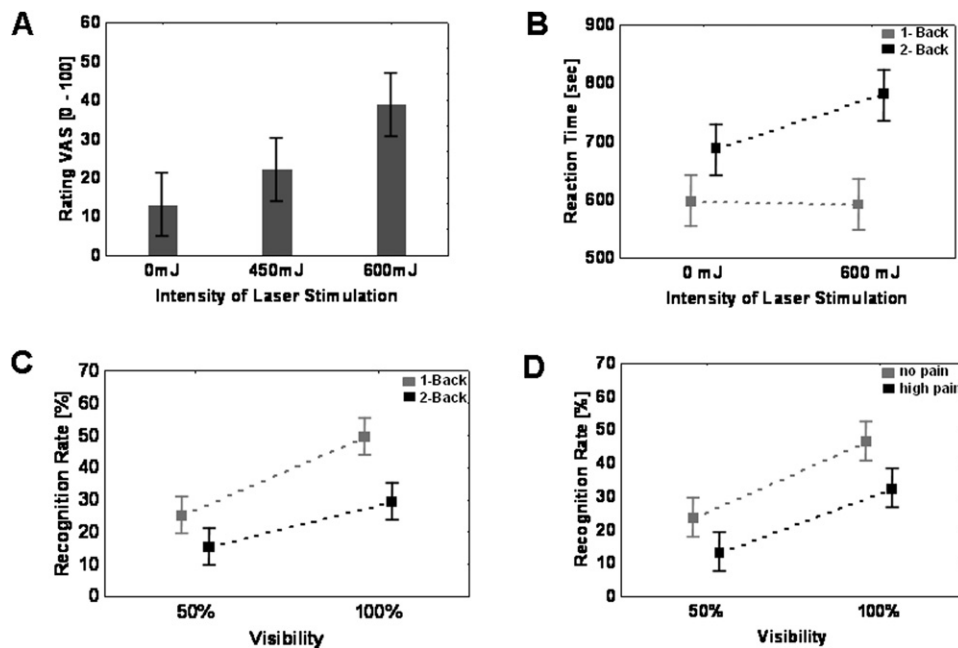 A
Rating VAS [0 - 100]
60
50
40
30
20
10
0
0mJ 450mJ 600mJ
Intensity of Laser Stimulation
B
1- Back
2- Back
Reaction Time [sec]
900
800
700
600
500
0 mJ 600 mJ
Intensity of Laser Stimulation
C
1-Back
2-Back
Recognition Rate [%]
70
60
50
40
30
20
10
0
50% 100%
Visibility
D
no pain
high pain
Recognition Rate [%]
70
60
50
40
30
20
10
0
50% 100%
Visibility